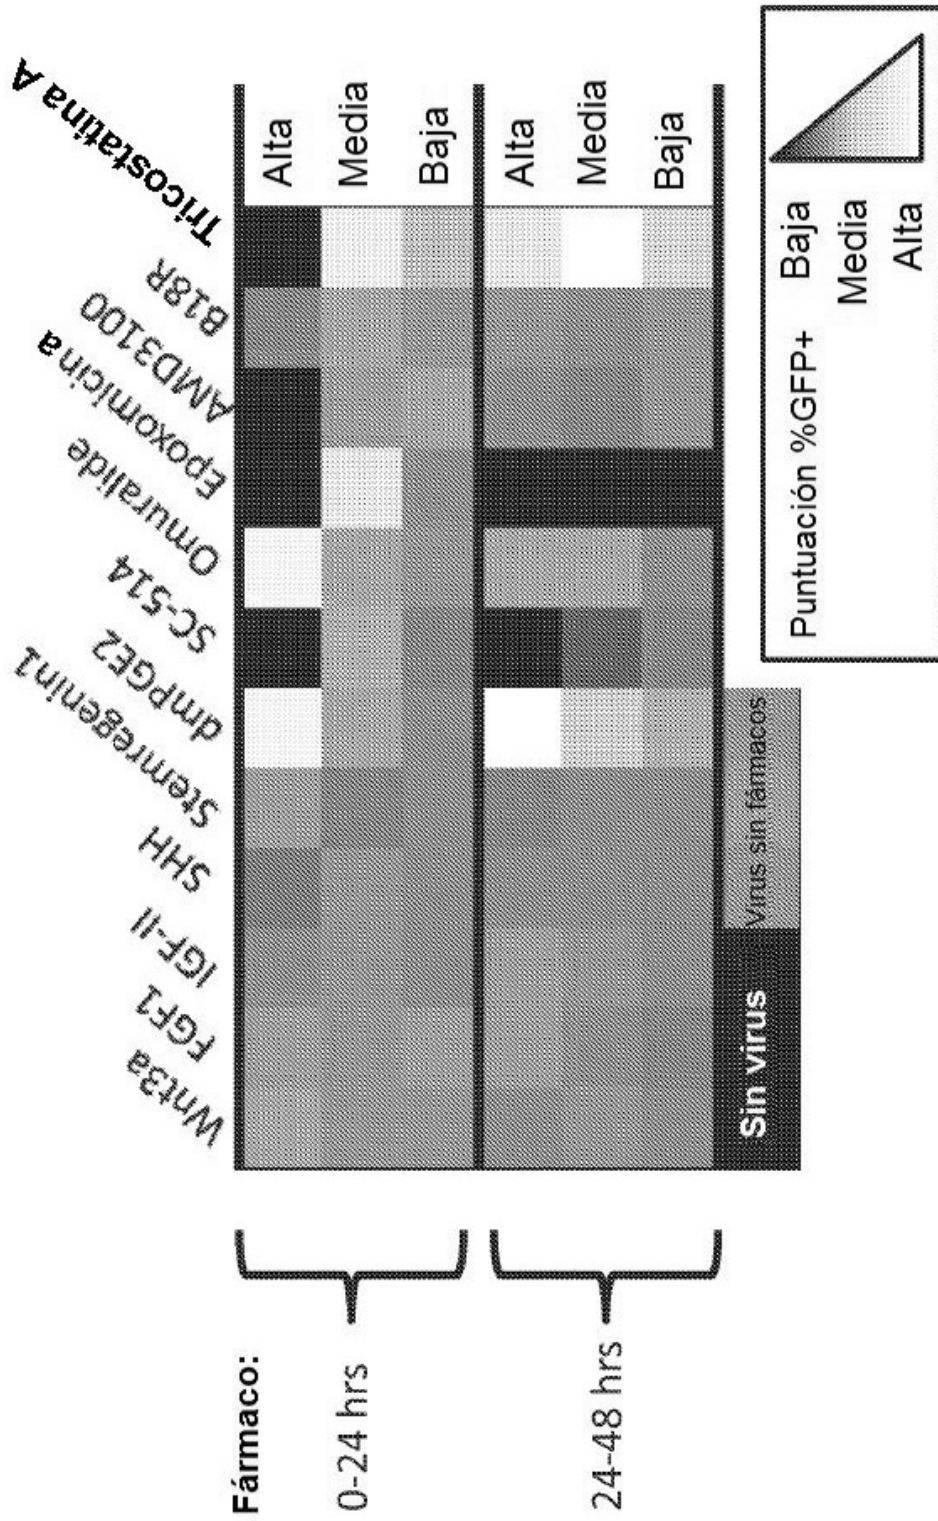 Fármaco:
0-24 hrs
24-48 hrs
Wnt3a
FGF1
IGF-II
SHH
Stemregenin1
dmPGE2
SC-514
Omuralide
Epoxomicina
AMD3100
B18R
Tricostatina A
Alta
Media
Baja
Alta
Media
Baja
Sin virus
Virus sin fármacos
Puntuación %GFP+
Baja
Media
Alta